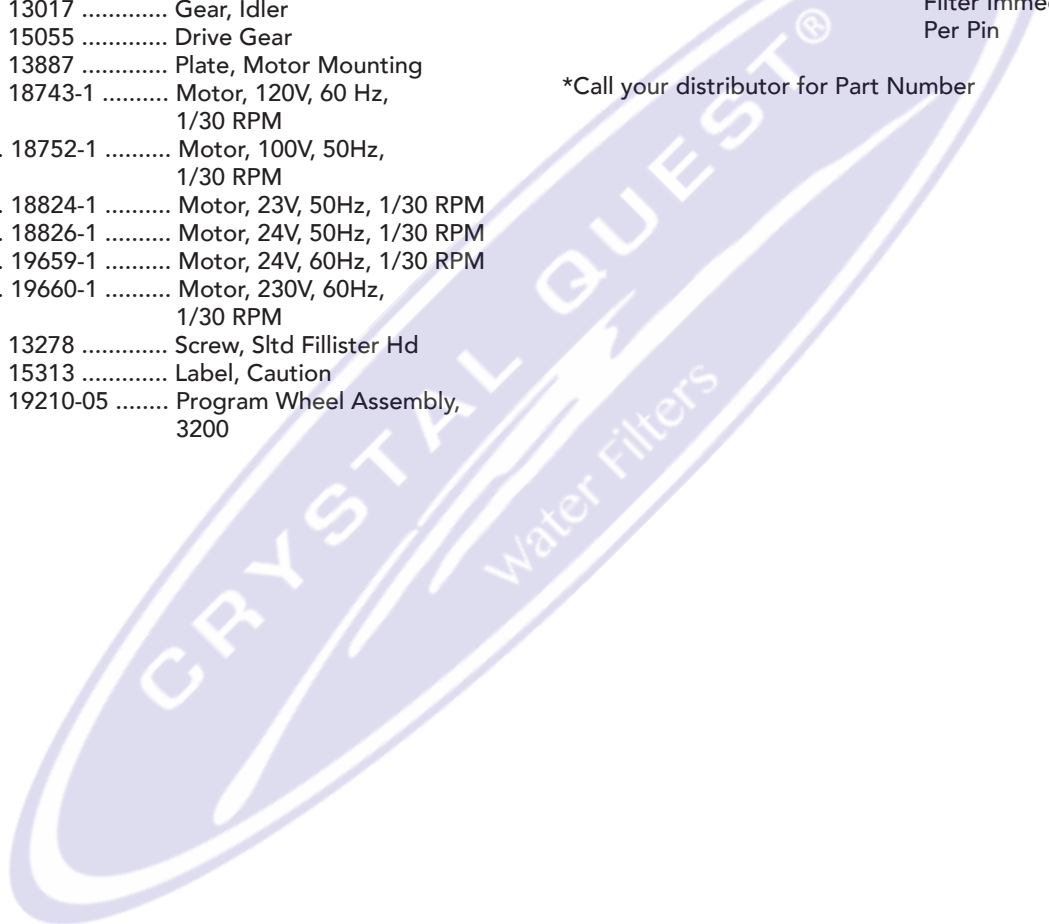 13017 ............. Gear, Idler
15055 ............. Drive Gear
13887 ............. Plate, Motor Mounting
18743-1 .......... Motor, 120V, 60 Hz,
1/30 RPM
. 18752-1 .......... Motor, 100V, 50Hz,
1/30 RPM
. 18824-1 .......... Motor, 23V, 50Hz, 1/30 RPM
. 18826-1 .......... Motor, 24V, 50Hz, 1/30 RPM
. 19659-1 .......... Motor, 24V, 60Hz, 1/30 RPM
. 19660-1 .......... Motor, 230V, 60Hz,
1/30 RPM
13278 ............. Screw, Sltd Fillister Hd
15313 ............. Label, Caution
19210-05 ........ Program Wheel Assembly,
3200
Filter
Per Pin
*Call your distributor for Part Number
CRYSTAL QUEST®
Water Filters